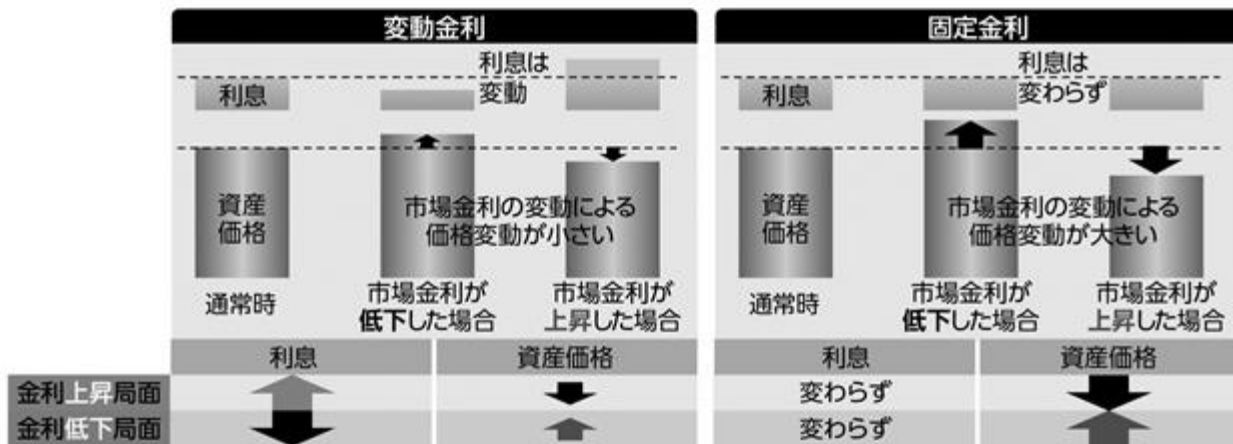 変動金利
利息
利息は
変動
資産
価格
市場金利の変動による
価格変動が小さい
通常時
市場金利が
低下した場合
市場金利が
上昇した場合
固定金利
利息
利息は
変わらず
資産
価格
市場金利の変動による
価格変動が大きい
通常時
市場金利が
低下した場合
市場金利が
上昇した場合
利息
資産価格
利息
資産価格
金利上昇局面
変わらず
金利低下局面
変わらず